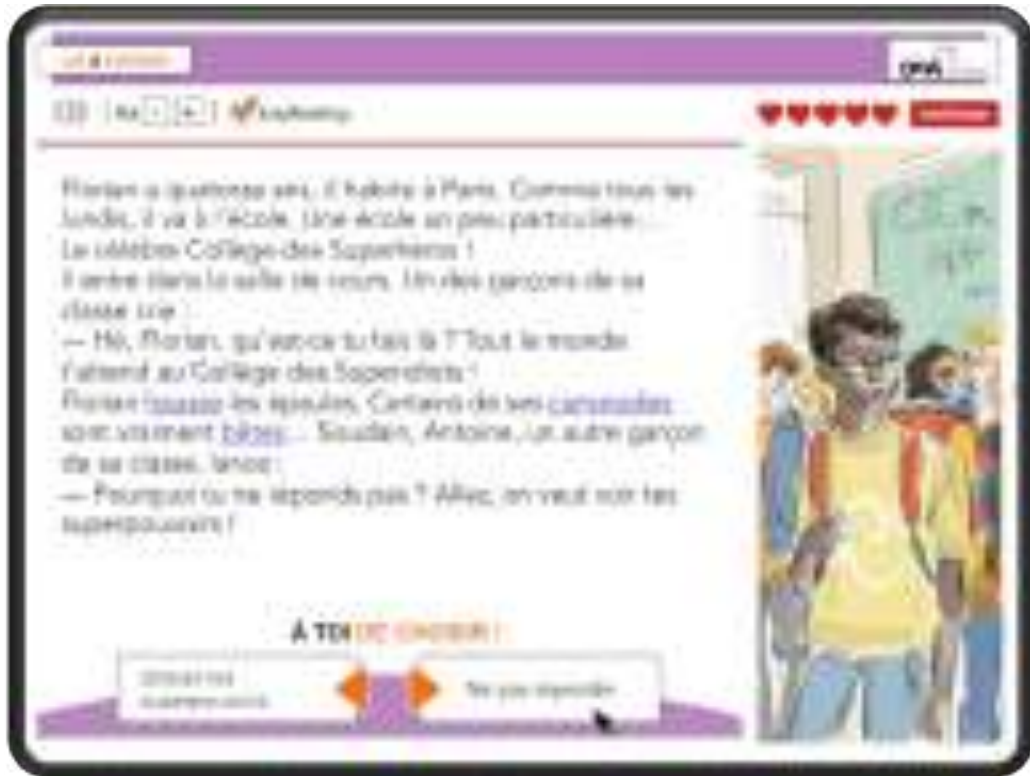 EasyReading
Florian a quatorze ans, il habite à Paris. Comme tous les
lundis, il va à l'école. Une école un peu particulière...
Le célèbre Collège des Superhéros !
Il entre dans la salle de cours. Un des garçons de sa
classe crie :
— Hé, Florian, qu'est-ce tu fais là ? Tout le monde
t'attend au Collège des
Florian hausse les épaules. Certains de ses camarades
sont vraiment bêtes... Soudain, Antoine, un autre garçon
de sa classe, lance :
— Pourquoi tu ne réponds pas ? Allez, on veut voir tes
superpouvoirs !
À TOI DE CHOISIR !
Ne pas répondre